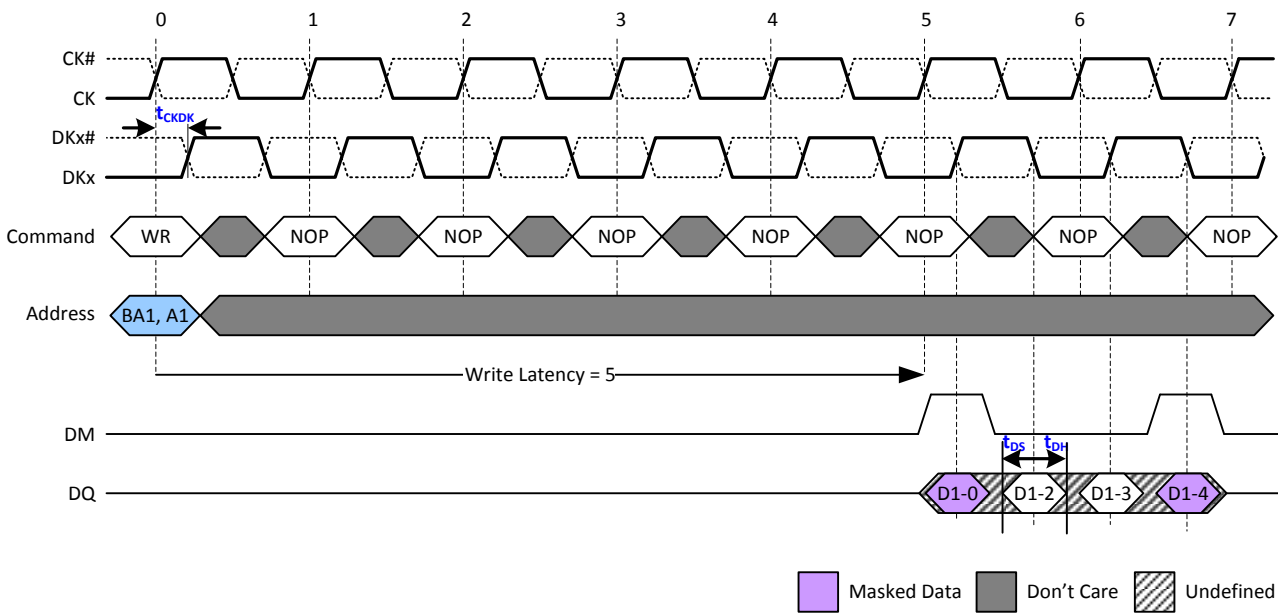 0 1 2 3 4 5 6 7
CK#
CK
tCKDK
DKx#
DKx
Command WR NOP NOP NOP NOP NOP NOP NOP
Address BA1, A1
Write Latency = 5
DM
tDS tDH
DQ D1-0 D1-2 D1-3 D1-4
Masked Data Don't Care Undefined